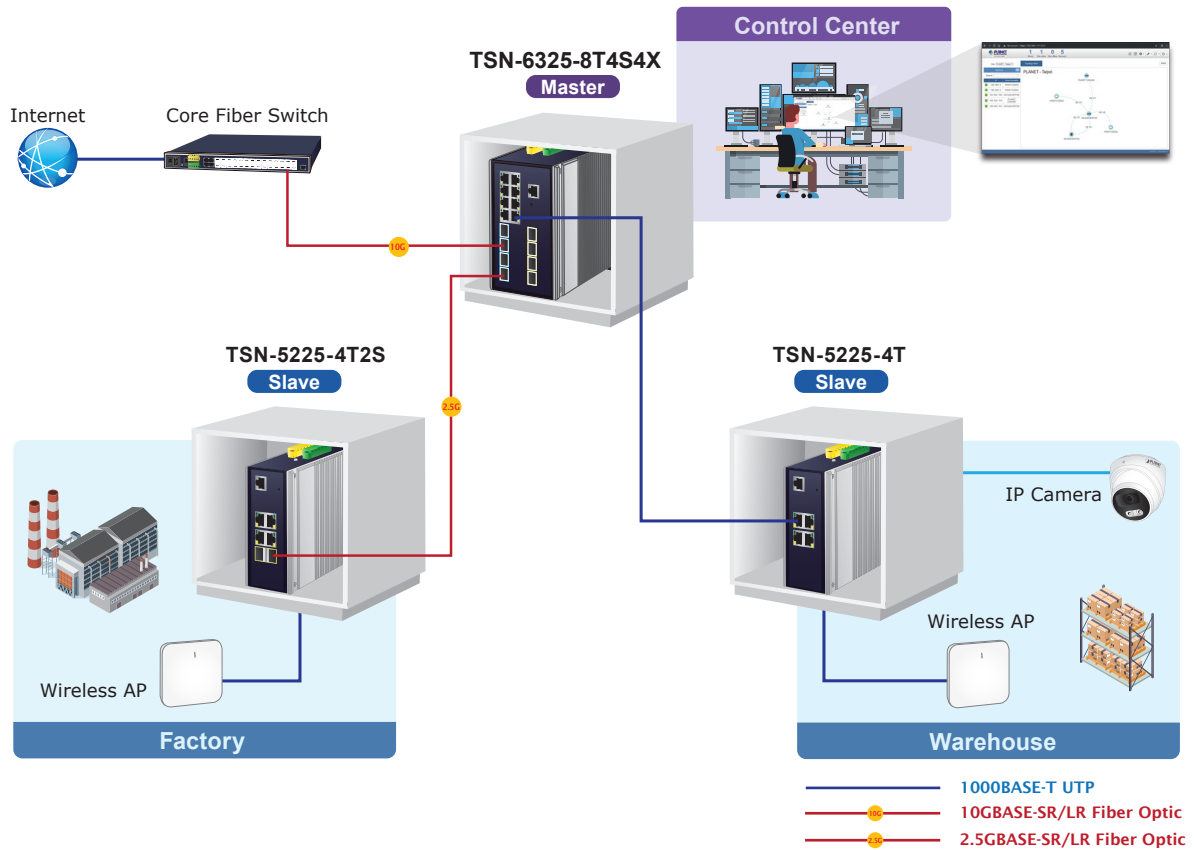 Control Center
TSN-6325-8T4S4X
Master
PLANET - Taipei
Internet
Core Fiber Switch
10G
TSN-5225-4T2S
Slave
2.5G
TSN-5225-4T
Slave
IP Camera
Wireless AP
Wireless AP
Factory
Warehouse
1000BASE-T UTP
10G
10GBASE-SR/LR Fiber Optic
2.5G
2.5GBASE-SR/LR Fiber Optic